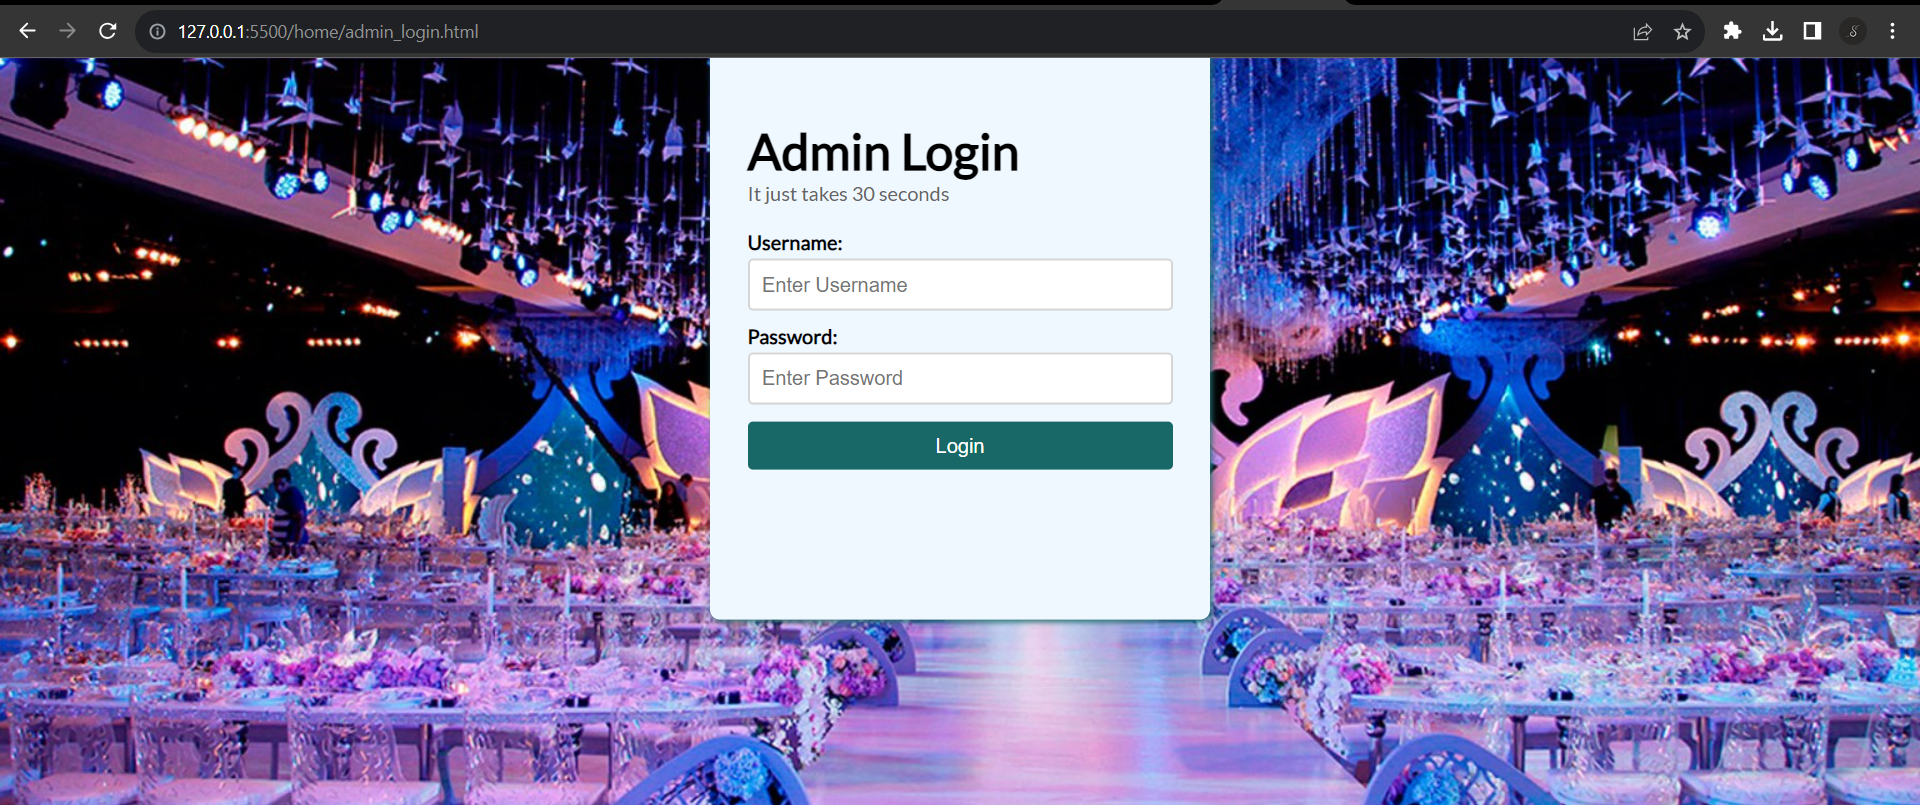 127.0.0.1:5500/home/admin_login.html
Admin Login
It just takes 30 seconds
Username:
Enter Username
Password:
Enter Password
Login